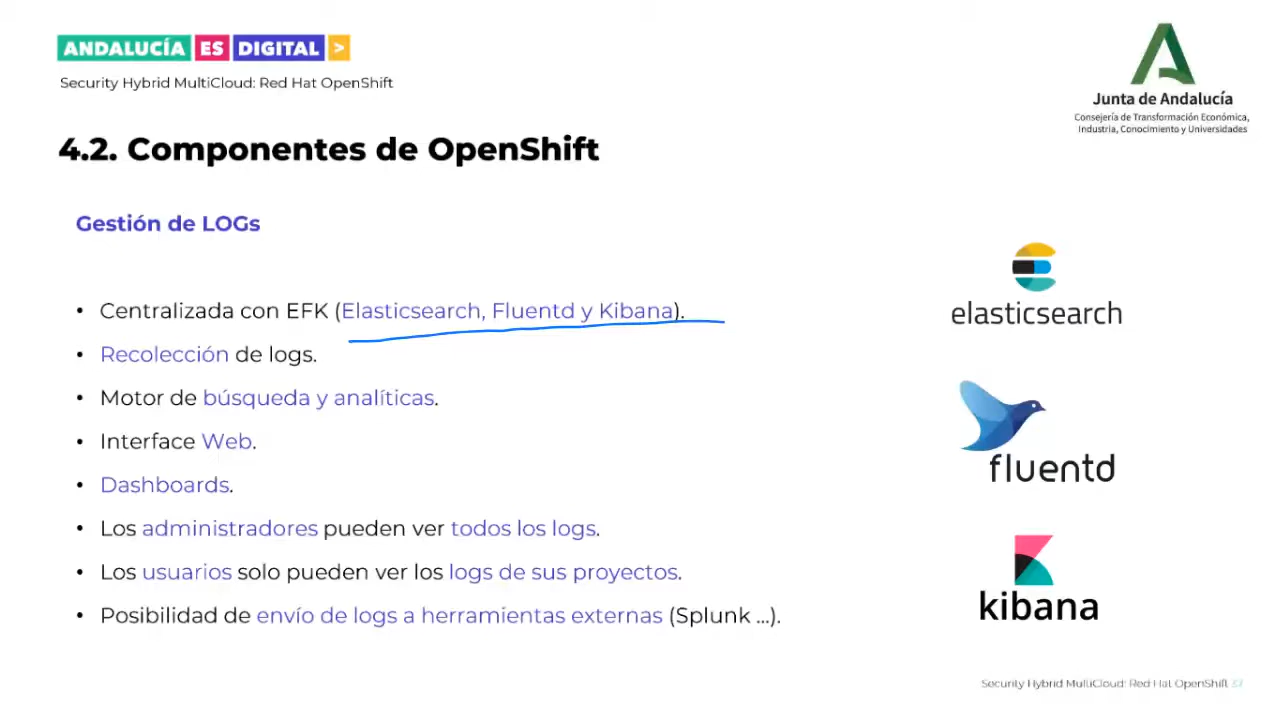 ANDALUCÍA ES DIGITAL >
Security Hybrid MultiCloud: Red Hat OpenShift
Junta de Andalucía
Consejería de Transformación Económica,
Industria, Conocimiento y Universidades
4.2. Componentes de OpenShift
Gestión de LOGs
• Centralizada con EFK (Elasticsearch, Fluentd y Kibana).
• Recolección de logs.
• Motor de búsqueda y analíticas.
• Interface Web.
• Dashboards.
• Los administradores pueden ver todos los logs.
• Los usuarios solo pueden ver los logs de sus proyectos.
• Posibilidad de envío de logs a herramientas externas (Splunk ...).
elasticsearch
fluentd
kibana
Security Hybrid MultiCloud: Red Hat OpenShift 37